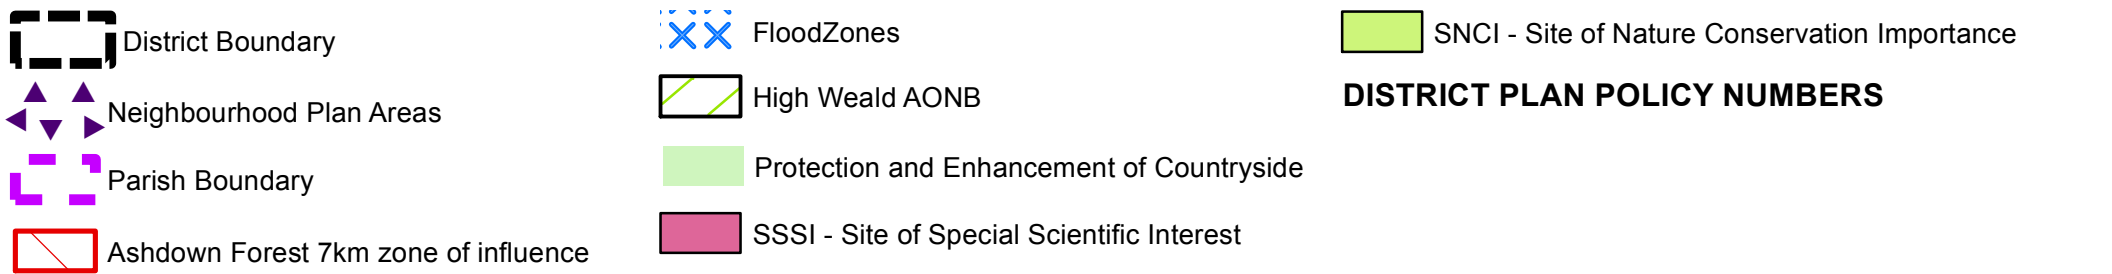 District Boundary
Neighbourhood Plan Areas
Parish Boundary
Ashdown Forest 7km zone of influence
FloodZones
High Weald AONB
Protection and Enhancement of Countryside
SSSI - Site of Special Scientific Interest
SNCI - Site of Nature Conservation Importance
DISTRICT PLAN POLICY NUMBERS